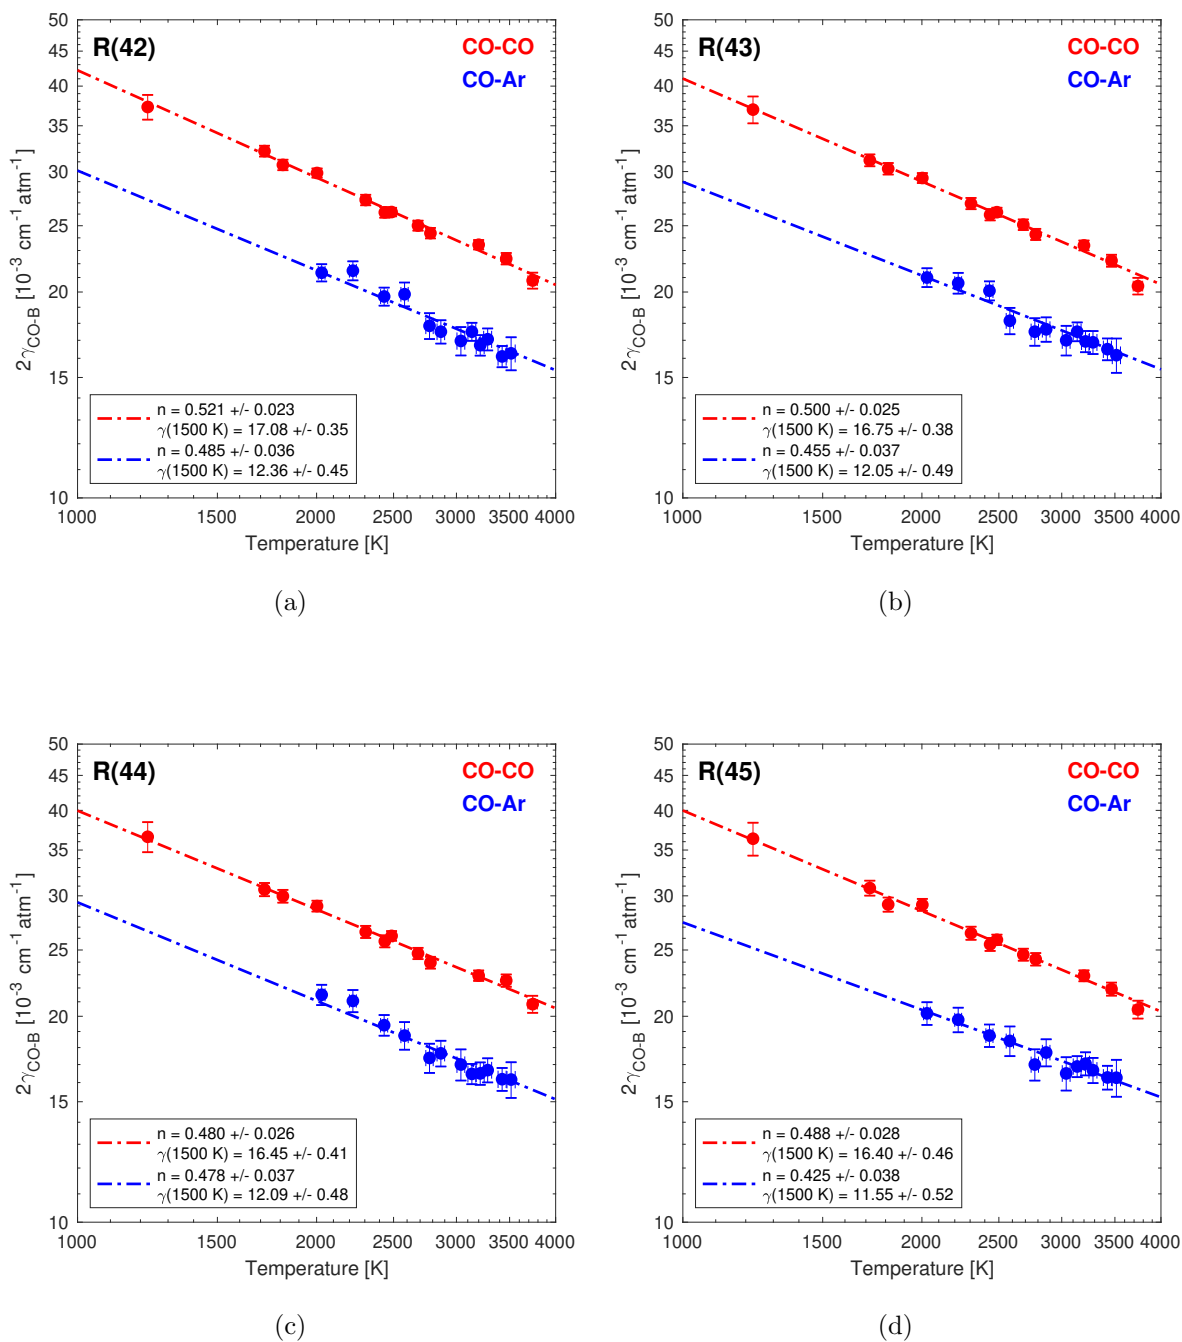 R(42)
CO-CO
CO-Ar
50
45
40
35
30
25
20
15
10
2γCO-B [10⁻³ cm⁻¹ atm⁻¹]
n = 0.521 +/- 0.023
γ(1500 K) = 17.08 +/- 0.35
n = 0.485 +/- 0.036
γ(1500 K) = 12.36 +/- 0.45
1000 1500 2000 2500 3000 3500 4000
Temperature [K]
(a)
R(43)
CO-CO
CO-Ar
50
45
40
35
30
25
20
15
10
2γCO-B [10⁻³ cm⁻¹ atm⁻¹]
n = 0.500 +/- 0.025
γ(1500 K) = 16.75 +/- 0.38
n = 0.455 +/- 0.037
γ(1500 K) = 12.05 +/- 0.49
1000 1500 2000 2500 3000 3500 4000
Temperature [K]
(b)
R(44)
CO-CO
CO-Ar
50
45
40
35
30
25
20
15
10
2γCO-B [10⁻³ cm⁻¹ atm⁻¹]
n = 0.480 +/- 0.026
γ(1500 K) = 16.45 +/- 0.41
n = 0.478 +/- 0.037
γ(1500 K) = 12.09 +/- 0.48
1000 1500 2000 2500 3000 3500 4000
Temperature [K]
(c)
R(45)
CO-CO
CO-Ar
50
45
40
35
30
25
20
15
10
2γCO-B [10⁻³ cm⁻¹ atm⁻¹]
n = 0.488 +/- 0.028
γ(1500 K) = 16.40 +/- 0.46
n = 0.425 +/- 0.038
γ(1500 K) = 11.55 +/- 0.52
1000 1500 2000 2500 3000 3500 4000
Temperature [K]
(d)